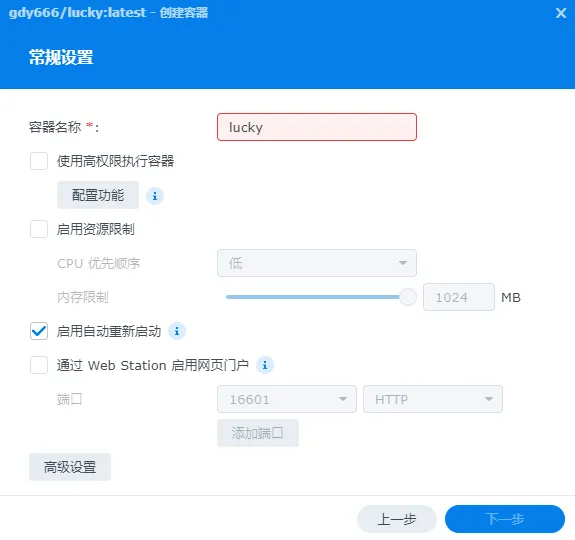 gdy666/lucky:latest - 创建容器
常规设置
容器名称 *: lucky
使用高权限执行容器
配置功能
启用资源限制
CPU 优先顺序 低
内存限制 1024 MB
启用自动重新启动
通过 Web Station 启用网页门户
端口 16601 HTTP
添加端口
高级设置
上一步 下一步